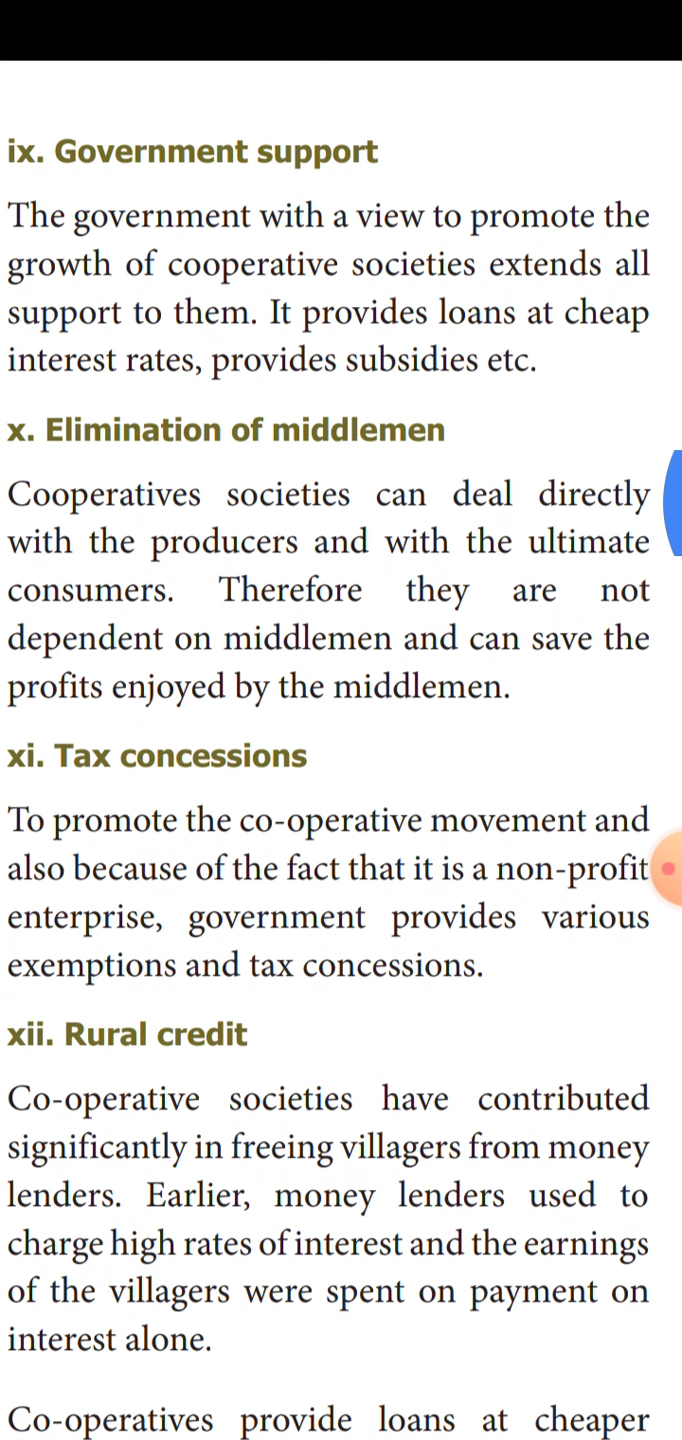 ix. Government support
The government with a view to promote the
growth of cooperative societies extends all
support to them. It provides loans at cheap
interest rates, provides subsidies etc.
x. Elimination of middlemen
Cooperatives societies can deal directly
with the producers and with the ultimate
consumers. Therefore they are not
dependent on middlemen and can save the
profits enjoyed by the middlemen.
xi. Tax concessions
To promote the co-operative movement and
also because of the fact that it is a non-profit
enterprise, government provides various
exemptions and tax concessions.
xii. Rural credit
Co-operative societies have contributed
significantly in freeing villagers from money
lenders. Earlier, money lenders used to
charge high rates of interest and the earnings
of the villagers were spent on payment on
interest alone.
Co-operatives provide loans at cheaper